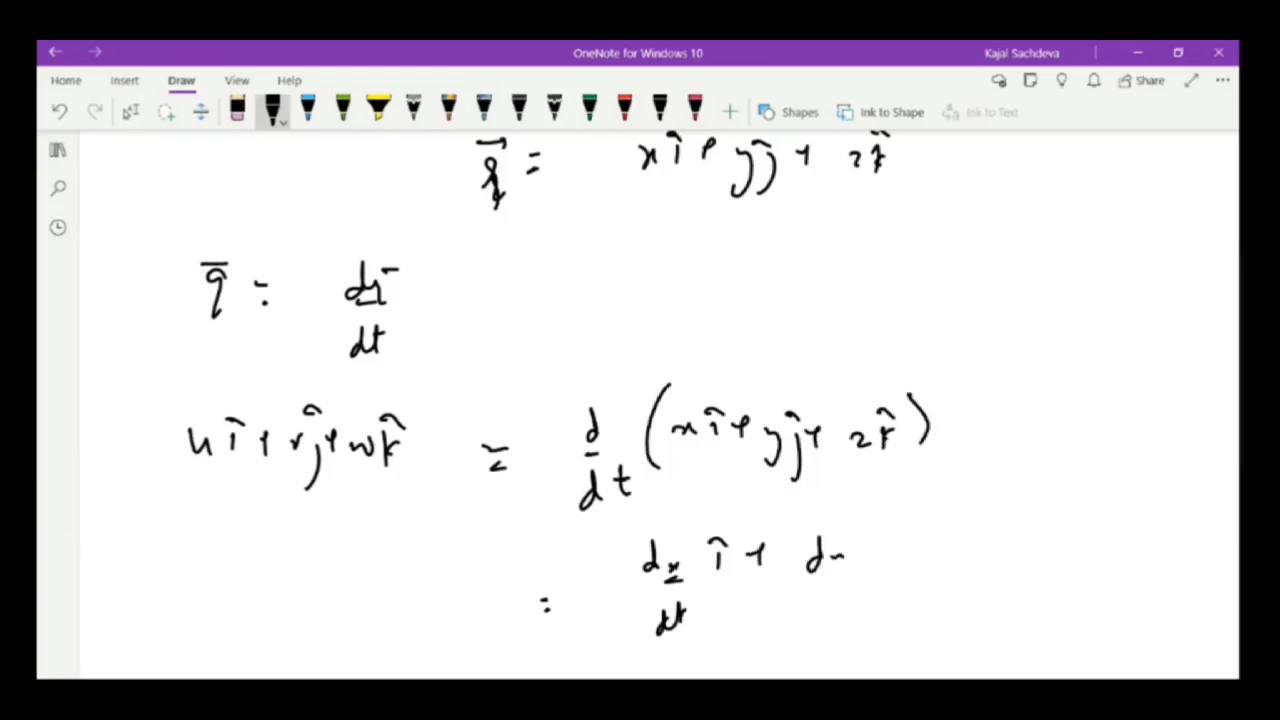 OneNote for Windows 10
Kajal Sachdeva
Home Insert Draw View Help
Share
Shapes Ink to Shape Ink to Text
= xî + yĵ + zk̂
q̄ = dr̄/dt
uî + vĵ + wk̂ = d/dt (xî + yĵ + zk̂)
= dx/dt î + d